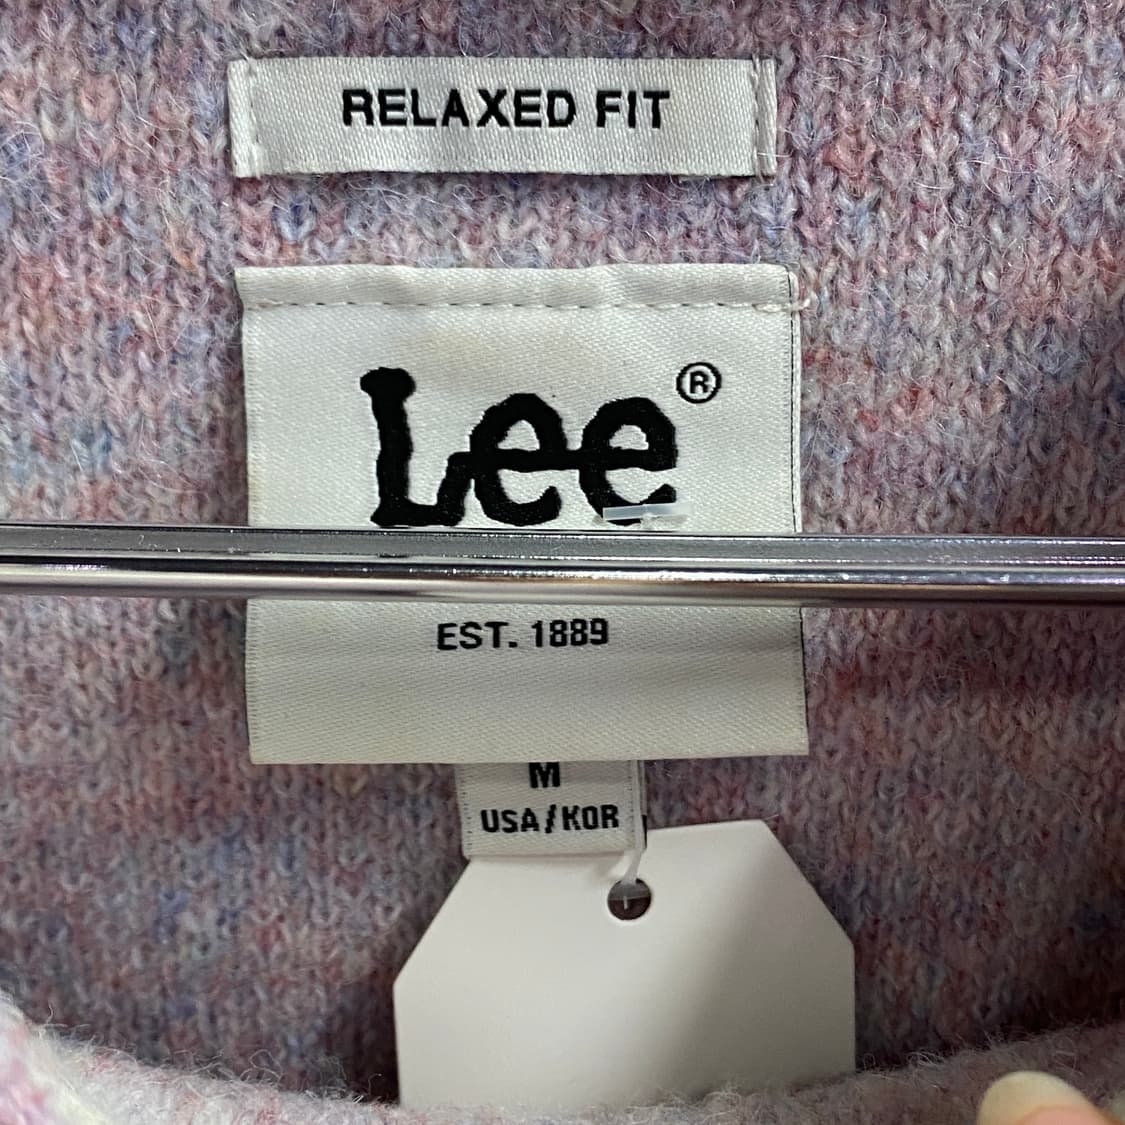 RELAXED FIT
Lee®
EST. 1889
M
USA/KOR